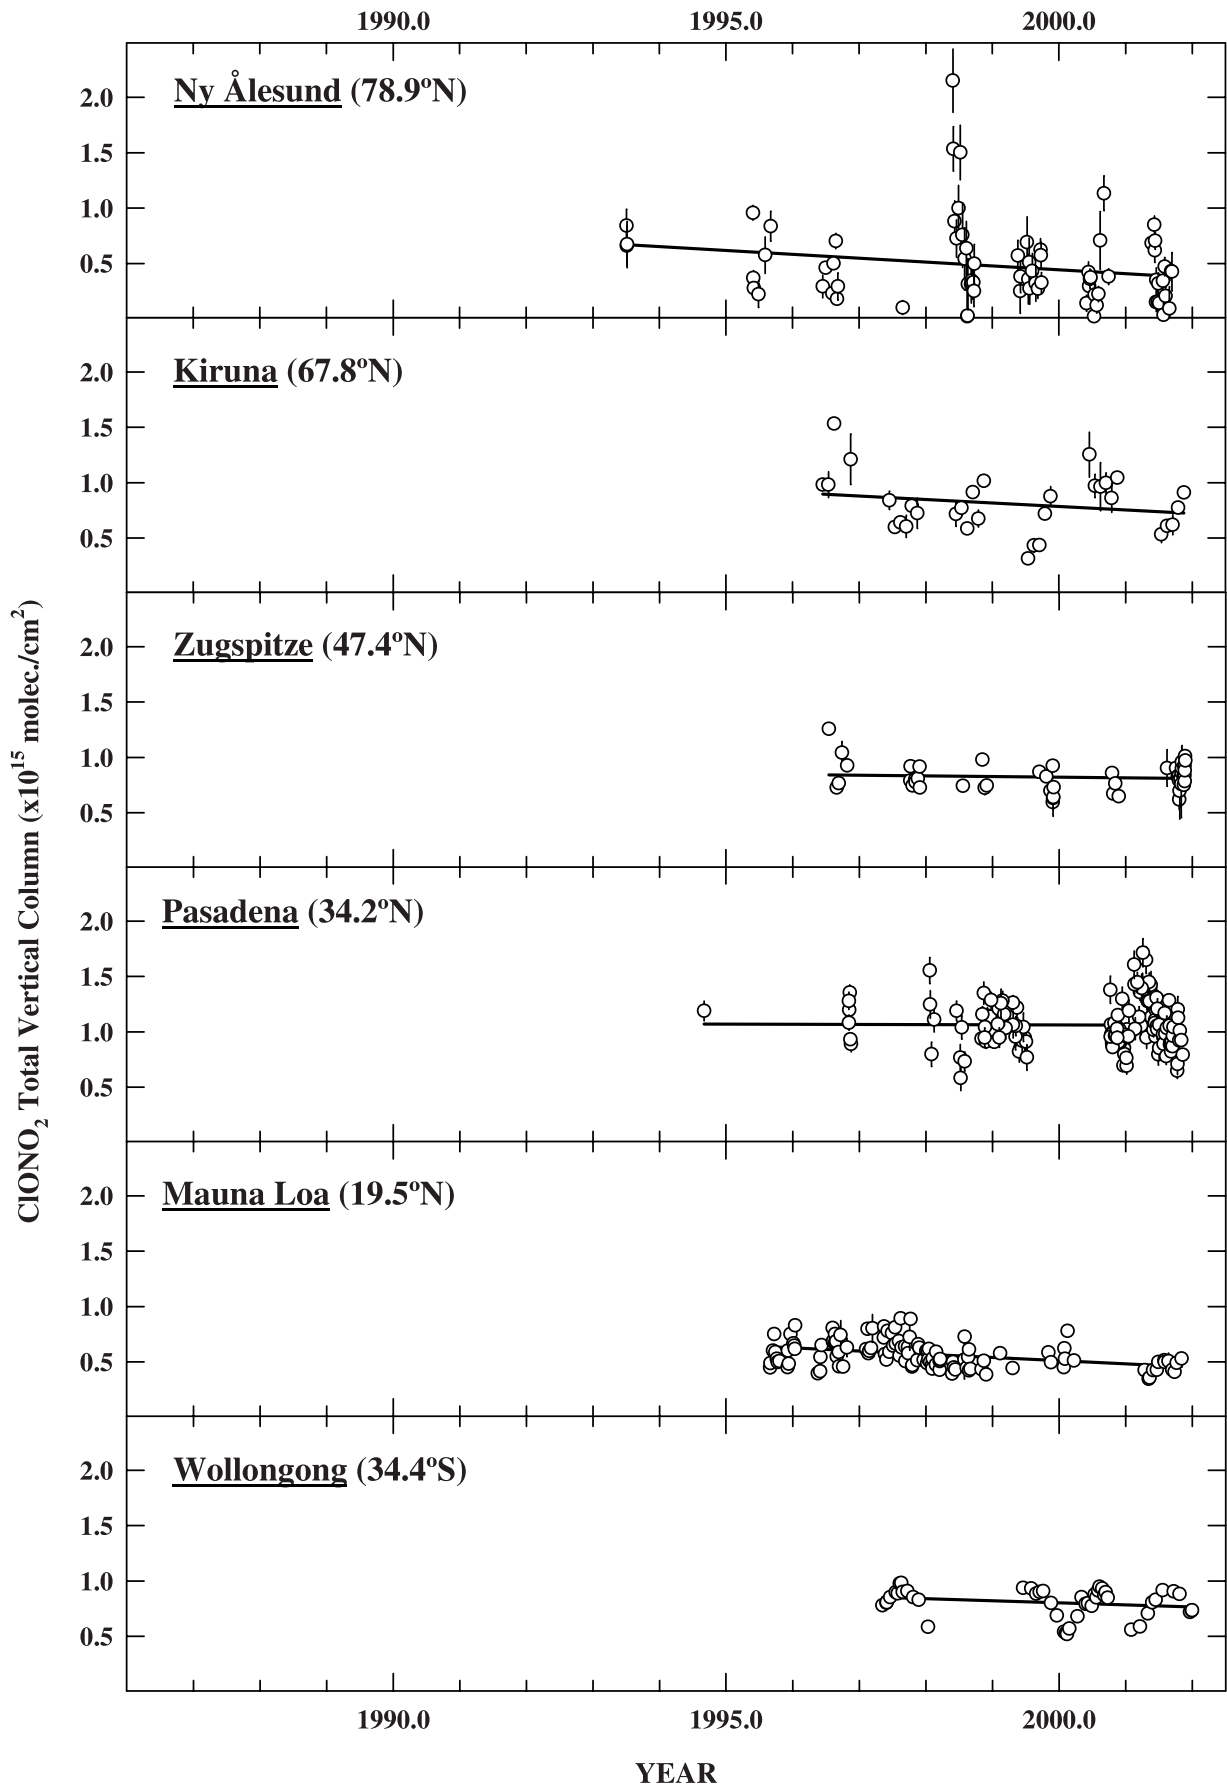 1990.0 1995.0 2000.0
Ny Ålesund (78.9ºN)
2.0
1.5
1.0
0.5
Kiruna (67.8ºN)
2.0
1.5
1.0
0.5
Zugspitze (47.4ºN)
2.0
1.5
1.0
0.5
Pasadena (34.2ºN)
2.0
1.5
1.0
0.5
Mauna Loa (19.5ºN)
2.0
1.5
1.0
0.5
Wollongong (34.4ºS)
2.0
1.5
1.0
0.5
ClONO₂ Total Vertical Column (x10¹⁵ molec./cm²)
1990.0 1995.0 2000.0
YEAR